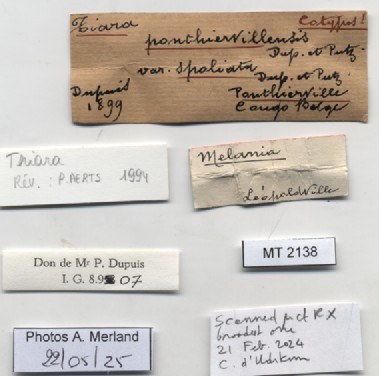 Tiara
Cotypus!
ponthiervillensis
Dup. et Putz.
var. spoliata
Dup. et Putz.
Dupuis
1899
Ponthierville
Congo Belge
Thiara
Rév. : P. AERTS 1994
Melania
Léopoldville
Don de Mr P. Dupuis
I. G. 07
MT 2138
Photos A. Merland
22/05/25
Scanned µct RX
broadest one
21 Feb. 2024
C. d'Udekem